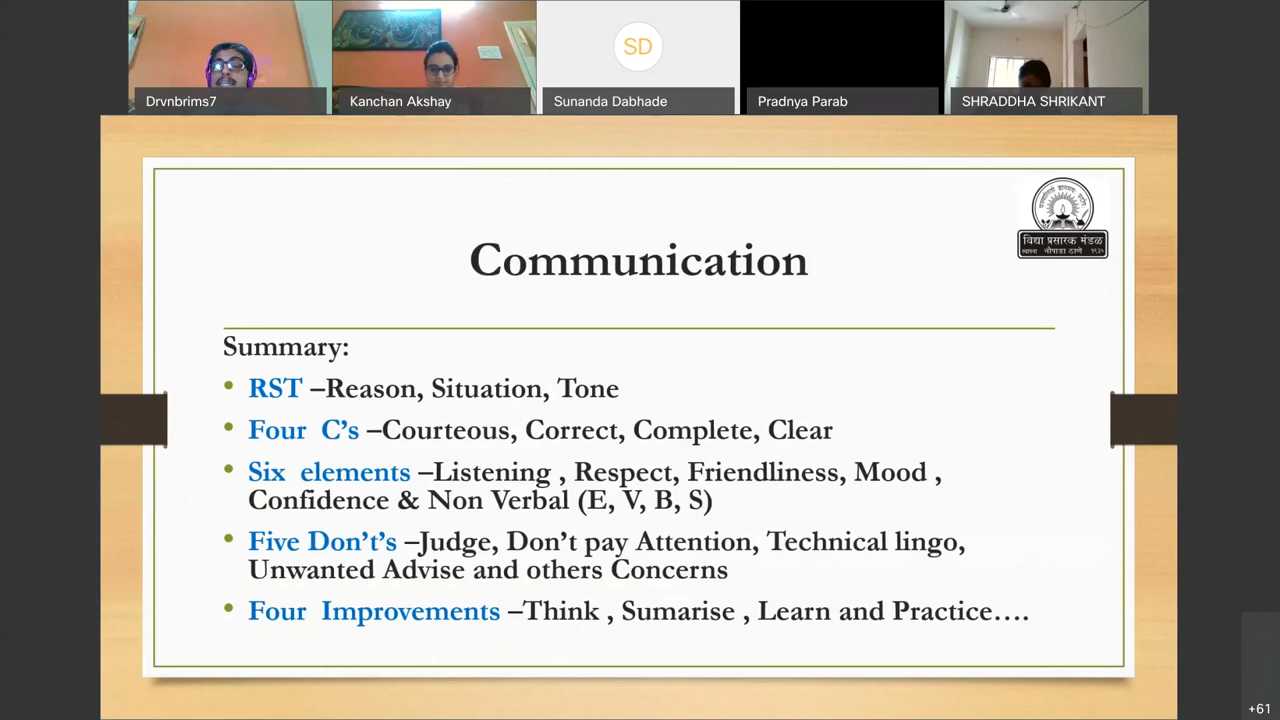 SD
Drvnbrims7
Kanchan Akshay
Sunanda Dabhade
Pradnya Parab
SHRADDHA SHRIKANT
विद्या प्रसारक मंडळ
नौपाडा ठाणे
Communication
Summary:
• RST –Reason, Situation, Tone
• Four C’s –Courteous, Correct, Complete, Clear
• Six elements –Listening , Respect, Friendliness, Mood ,
Confidence & Non Verbal (E, V, B, S)
• Five Don’t’s –Judge, Don’t pay Attention, Technical lingo,
Unwanted Advise and others Concerns
• Four Improvements –Think , Sumarise , Learn and Practice….
+61